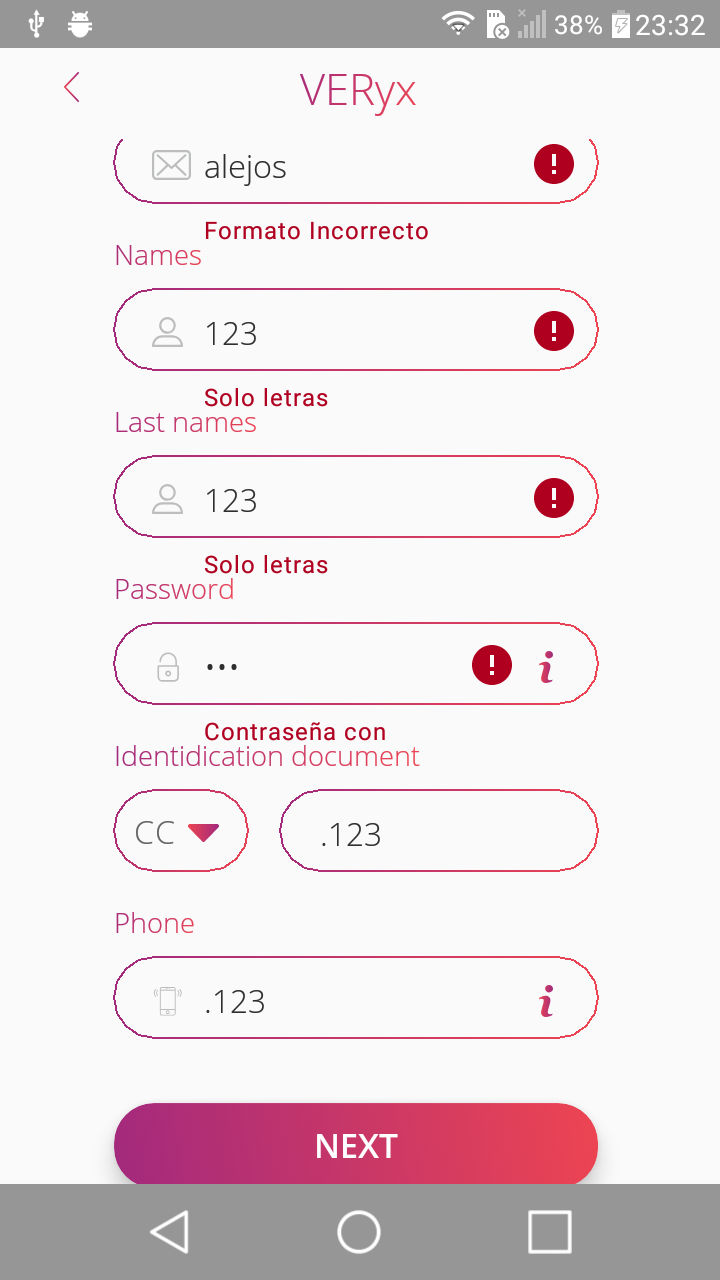 38% 23:32
VERyx
alejos
Formato Incorrecto
Names
123
Solo letras
Last names
123
Solo letras
Password
•••
Contraseña con
Identidication document
CC .123
Phone
.123
NEXT